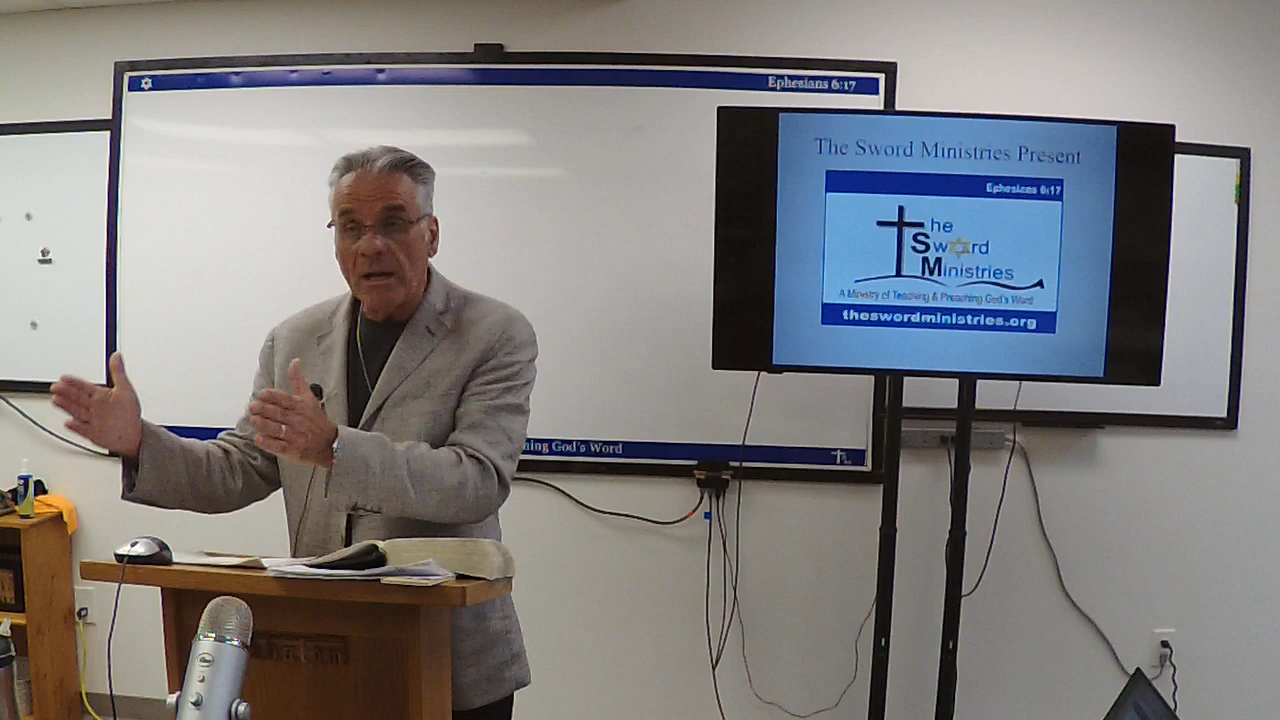 Ephesians 6:17
The Sword Ministries Present
Ephesians 6:17
The
Sword
Ministries
A Ministry of Teaching & Preaching God's Word
theswordministries.org
ing God's Word